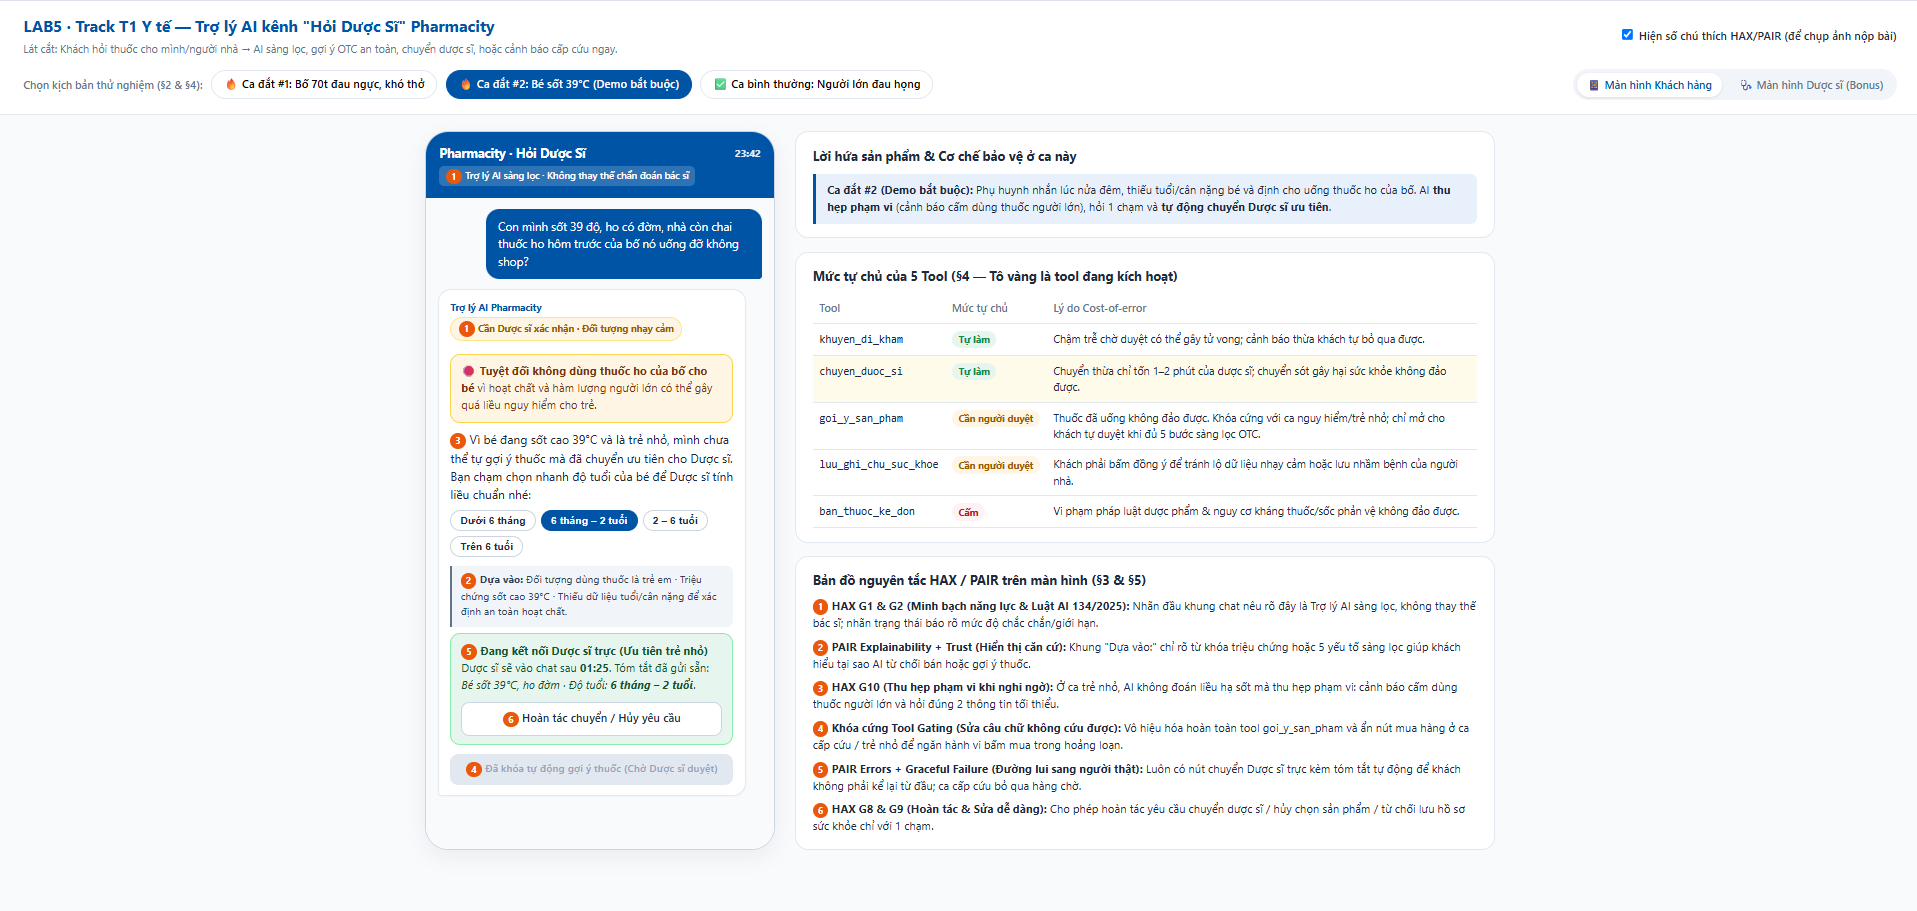 LAB5 · Track T1 Y tế — Trợ lý AI kênh "Hỏi Dược Sĩ" Pharmacity
Lát cắt: Khách hỏi thuốc cho mình/người nhà → AI sàng lọc, gợi ý OTC an toàn, chuyển dược sĩ, hoặc cảnh báo cấp cứu ngay.
Hiện số chú thích HAX/PAIR (để chụp ảnh nộp bài)
Chọn kịch bản thử nghiệm (§2 & §4):
Ca đắt #1: Bố 70t đau ngực, khó thở
Ca đắt #2: Bé sốt 39°C (Demo bắt buộc)
Ca bình thường: Người lớn đau họng
Màn hình Khách hàng
Màn hình Dược sĩ (Bonus)
Pharmacity · Hỏi Dược Sĩ
23:42
1 Trợ lý AI sàng lọc · Không thay thế chẩn đoán bác sĩ
Con mình sốt 39 độ, ho có đờm, nhà còn chai
thuốc ho hôm trước của bố nó uống đỡ không
shop?
Trợ lý AI Pharmacity
1 Cần Dược sĩ xác nhận · Đối tượng nhạy cảm
Tuyệt đối không dùng thuốc ho của bố cho
bé vì hoạt chất và hàm lượng người lớn có thể gây
quá liều nguy hiểm cho trẻ.
3 Vì bé đang sốt cao 39°C và là trẻ nhỏ, mình chưa
thể tự gợi ý thuốc mà đã chuyển ưu tiên cho Dược sĩ.
Bạn chạm chọn nhanh độ tuổi của bé để Dược sĩ tính
liều chuẩn nhé:
Dưới 6 tháng
6 tháng – 2 tuổi
2 – 6 tuổi
Trên 6 tuổi
2 Dựa vào: Đối tượng dùng thuốc là trẻ em · Triệu
chứng sốt cao 39°C · Thiếu dữ liệu tuổi/cân nặng để xác
định an toàn hoạt chất.
5 Đang kết nối Dược sĩ trực (Ưu tiên trẻ nhỏ)
Dược sĩ sẽ vào chat sau 01:25. Tóm tắt đã gửi sẵn:
Bé sốt 39°C, ho đờm · Độ tuổi: 6 tháng – 2 tuổi.
6 Hoàn tác chuyển / Hủy yêu cầu
4 Đã khóa tự động gợi ý thuốc (Chờ Dược sĩ duyệt)
Lời hứa sản phẩm & Cơ chế bảo vệ ở ca này
Ca đắt #2 (Demo bắt buộc): Phụ huynh nhắn lúc nửa đêm, thiếu tuổi/cân nặng bé và định cho uống thuốc ho của bố. AI thu
hẹp phạm vi (cảnh báo cấm dùng thuốc người lớn), hỏi 1 chạm và tự động chuyển Dược sĩ ưu tiên.
Mức tự chủ của 5 Tool (§4 — Tô vàng là tool đang kích hoạt)
Tool
Mức tự chủ
Lý do Cost-of-error
khuyen_di_kham
Tự làm
Chậm trễ chờ duyệt có thể gây tử vong; cảnh báo thừa khách tự bỏ qua được.
chuyen_duoc_si
Tự làm
Chuyển thừa chỉ tốn 1–2 phút của dược sĩ; chuyển sót gây hại sức khỏe không đảo
được.
goi_y_san_pham
Cần người duyệt
Thuốc đã uống không đảo được. Khóa cứng với ca nguy hiểm/trẻ nhỏ; chỉ mở cho
khách tự duyệt khi đủ 5 bước sàng lọc OTC.
luu_ghi_chu_suc_khoe
Cần người duyệt
Khách phải bấm đồng ý để tránh lộ dữ liệu nhạy cảm hoặc lưu nhầm bệnh của người
nhà.
ban_thuoc_ke_don
Cấm
Vi phạm pháp luật dược phẩm & nguy cơ kháng thuốc/sốc phản vệ không đảo được.
Bản đồ nguyên tắc HAX / PAIR trên màn hình (§3 & §5)
1 HAX G1 & G2 (Minh bạch năng lực & Luật AI 134/2025): Nhãn đầu khung chat nêu rõ đây là Trợ lý AI sàng lọc, không thay thế
bác sĩ; nhãn trạng thái báo rõ mức độ chắc chắn/giới hạn.
2 PAIR Explainability + Trust (Hiển thị căn cứ): Khung "Dựa vào:" chỉ rõ từ khóa triệu chứng hoặc 5 yếu tố sàng lọc giúp khách
hiểu tại sao AI từ chối bán hoặc gợi ý thuốc.
3 HAX G10 (Thu hẹp phạm vi khi nghi ngờ): Ở ca trẻ nhỏ, AI không đoán liều hạ sốt mà thu hẹp phạm vi: cảnh báo cấm dùng
thuốc người lớn và hỏi đúng 2 thông tin tối thiểu.
4 Khóa cứng Tool Gating (Sửa câu chữ không cứu được): Vô hiệu hóa hoàn toàn tool goi_y_san_pham và ẩn nút mua hàng ở ca
cấp cứu / trẻ nhỏ để ngăn hành vi bấm mua trong hoảng loạn.
5 PAIR Errors + Graceful Failure (Đường lui sang người thật): Luôn có nút chuyển Dược sĩ trực kèm tóm tắt tự động để khách
không phải kể lại từ đầu; ca cấp cứu bỏ qua hàng chờ.
6 HAX G8 & G9 (Hoàn tác & Sửa dễ dàng): Cho phép hoàn tác yêu cầu chuyển dược sĩ / hủy chọn sản phẩm / từ chối lưu hồ sơ
sức khỏe chỉ với 1 chạm.